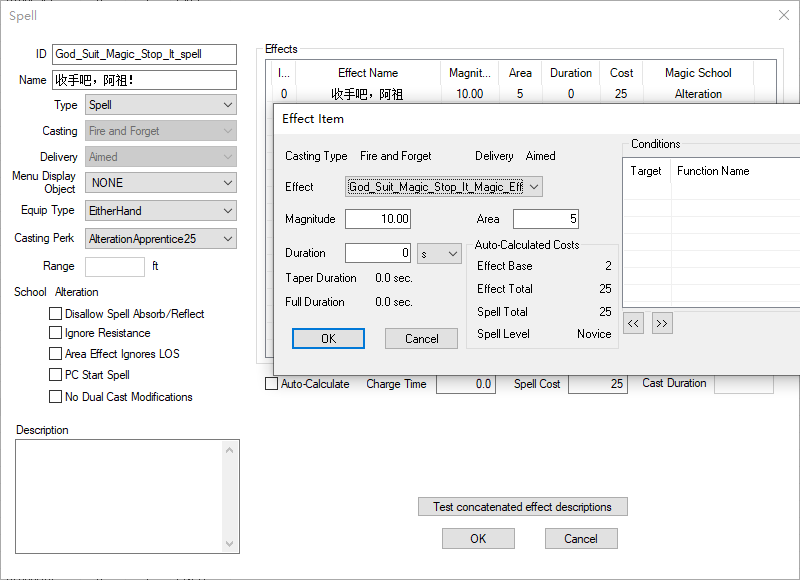 Spell
ID God_Suit_Magic_Stop_It_spell
Name 收手吧，阿祖！
Type Spell
Casting Fire and Forget
Delivery Aimed
Menu Display Object NONE
Equip Type EitherHand
Casting Perk AlterationApprentice25
Range ft
School Alteration
Disallow Spell Absorb/Reflect
Ignore Resistance
Area Effect Ignores LOS
PC Start Spell
No Dual Cast Modifications
Description
Effects
I... Effect Name Magnit... Area Duration Cost Magic School
0 收手吧，阿祖 10.00 5 0 25 Alteration
Effect Item
Casting Type Fire and Forget Delivery Aimed
Effect God_Suit_Magic_Stop_It_Magic_Eff
Magnitude 10.00 Area 5
Duration 0 s
Taper Duration 0.0 sec.
Full Duration 0.0 sec.
OK Cancel
Auto-Calculated Costs
Effect Base 2
Effect Total 25
Spell Total 25
Spell Level Novice
Conditions
Target Function Name
<< >>
Auto-Calculate Charge Time 0.0 Spell Cost 25 Cast Duration
Test concatenated effect descriptions
OK Cancel